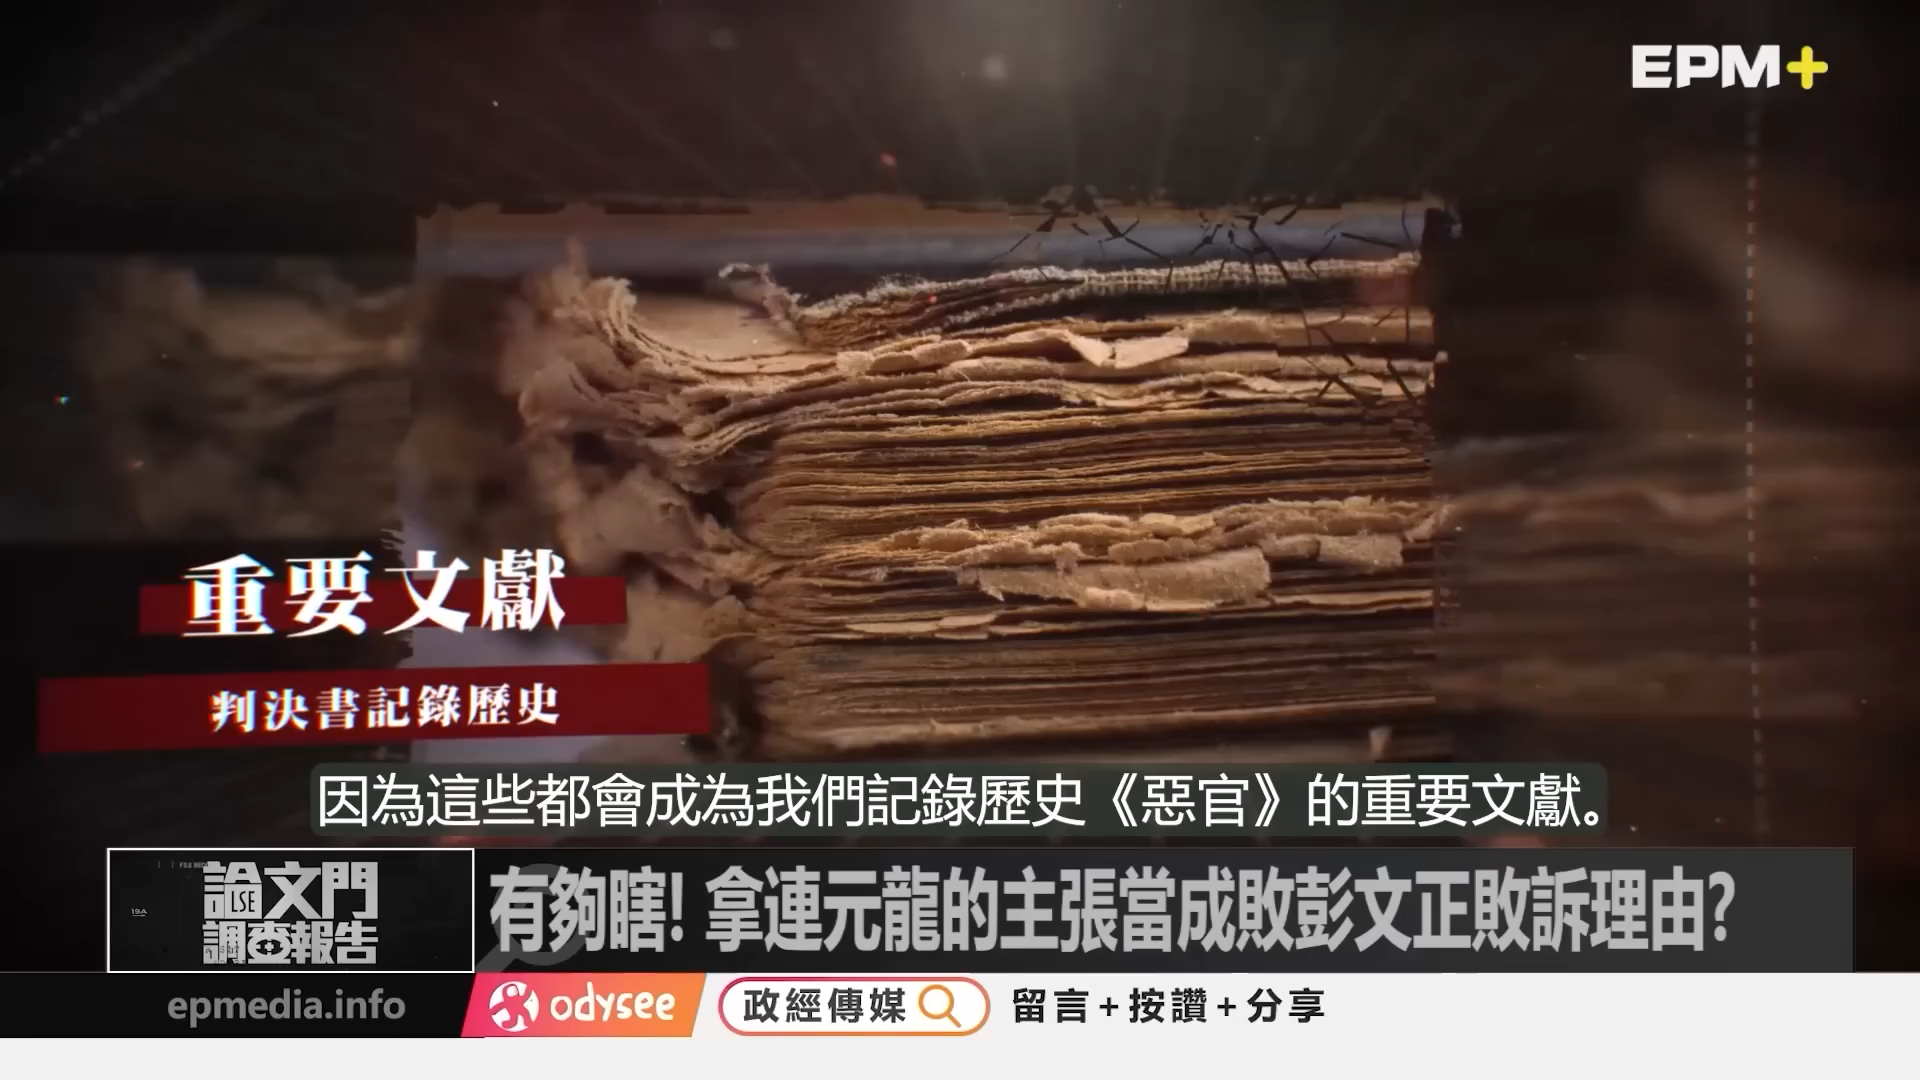 EPM+
重要文獻
判決書記錄歷史
因為這些都會成為我們記錄歷史《惡官》的重要文獻。
論文門
LSE
調查報告
19A
有夠瞎! 拿連元龍的主張當成敗彭文正敗訴理由?
epmedia.info
odysee
政經傳媒
留言+按讚+分享